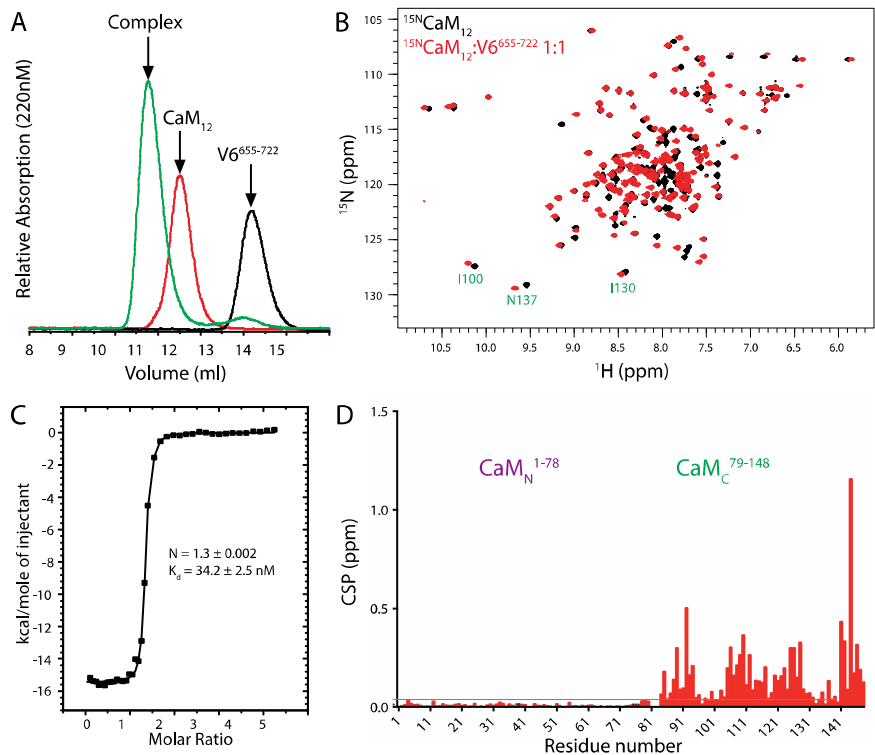 A
Complex
CaM12
V6655-722
Relative Absorption (220nM)
8 9 10 11 12 13 14 15
Volume (ml)
B
15NCaM12
15NCaM12:V6655-722 1:1
105
110
115
120
125
130
15N (ppm)
I100
N137
I130
10.5 10.0 9.5 9.0 8.5 8.0 7.5 7.0 6.5 6.0
1H (ppm)
C
0
-2
-4
-6
-8
-10
-12
-14
-16
kcal/mole of injectant
N = 1.3 ± 0.002
Kd = 34.2 ± 2.5 nM
0 1 2 3 4 5
Molar Ratio
D
1.5
1.0
0.5
0.0
CSP (ppm)
CaMN1-78
CaMC79-148
1 11 21 31 41 51 61 71 81 91 101 111 121 131 141
Residue number